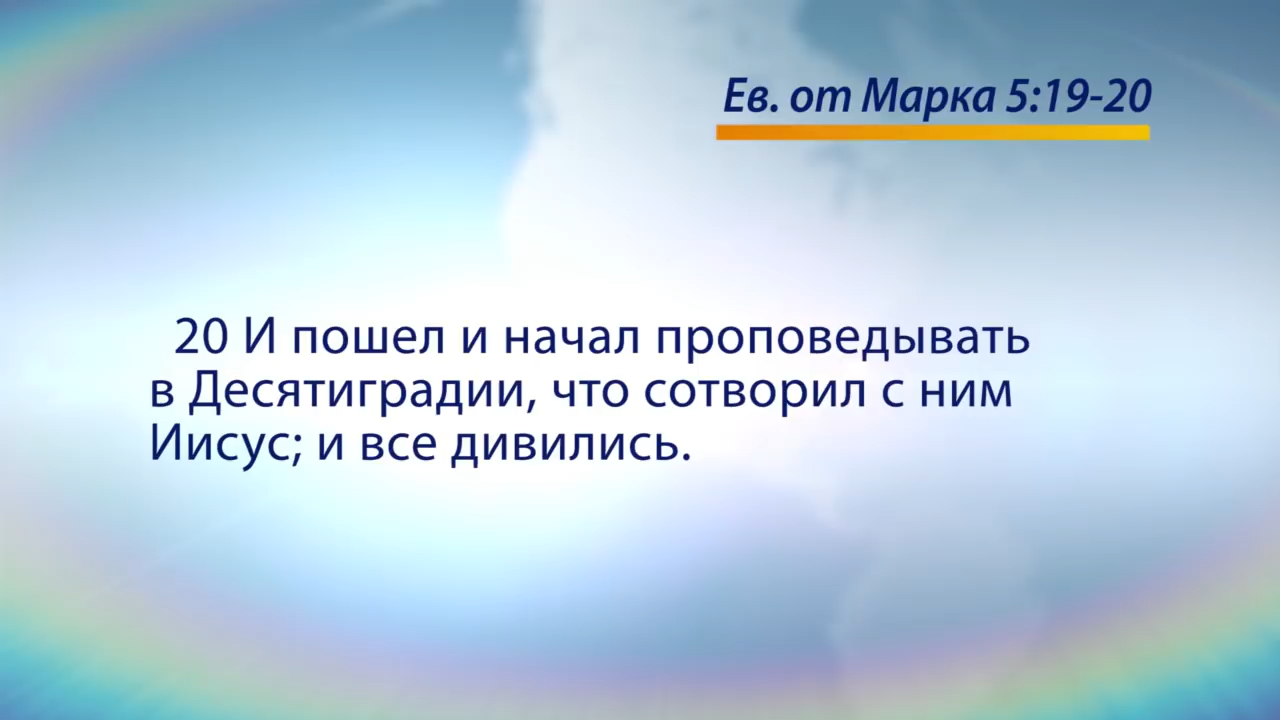 Ев. от Марка 5:19-20
20 И пошел и начал проповедывать
в Десятиградии, что сотворил с ним
Иисус; и все дивились.